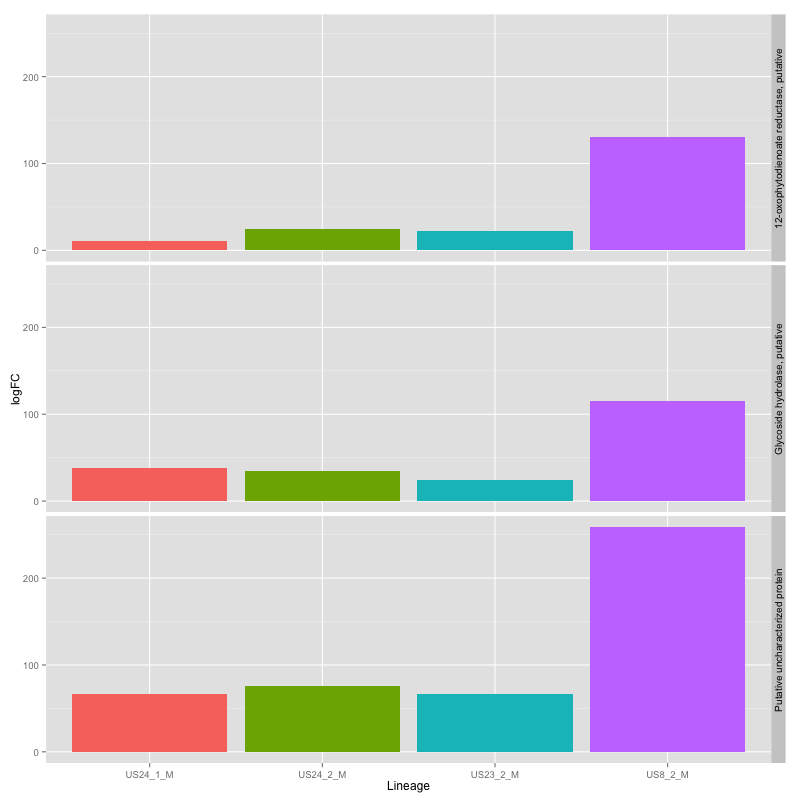 200
100
0
12-oxophytodienoate reductase, putative
200
100
0
Glycoside hydrolase, putative
200
100
0
Putative uncharacterized protein
logFC
US24_1_M
US24_2_M
US23_2_M
US8_2_M
Lineage